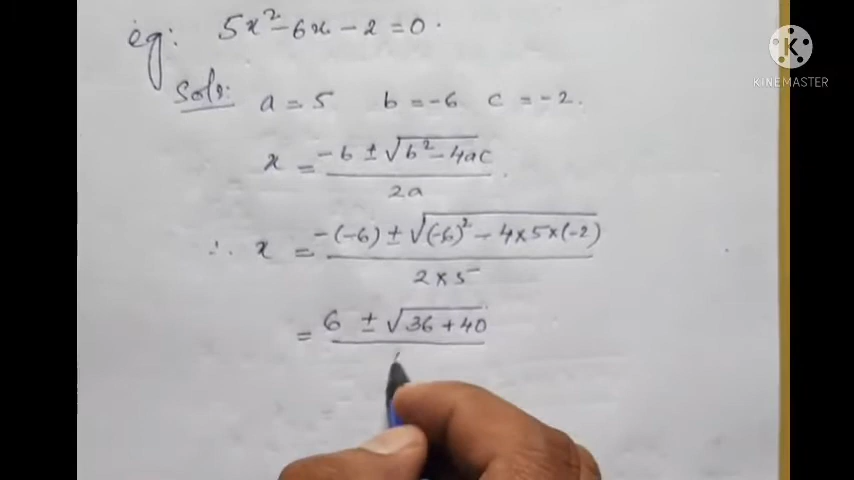 eg: 5x² - 6x - 2 = 0.
Soln: a = 5 b = -6 c = -2.
x = (-b ± √(b² - 4ac)) / 2a.
∴ x = (-(-6) ± √((-6)² - 4×5×(-2))) / 2×5
= (6 ± √(36 + 40)) /
KINEMASTER